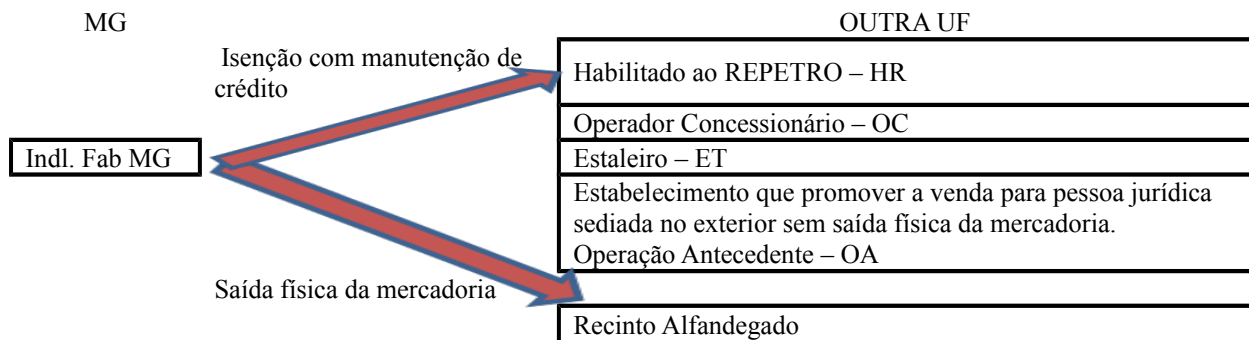 MG
OUTRA UF
Isenção com manutenção de
crédito
Habilitado ao REPETRO – HR
Operador Concessionário – OC
Indl. Fab MG
Estaleiro – ET
Estabelecimento que promover a venda para pessoa jurídica
sediada no exterior sem saída física da mercadoria.
Operação Antecedente – OA
Saída física da mercadoria
Recinto Alfandegado